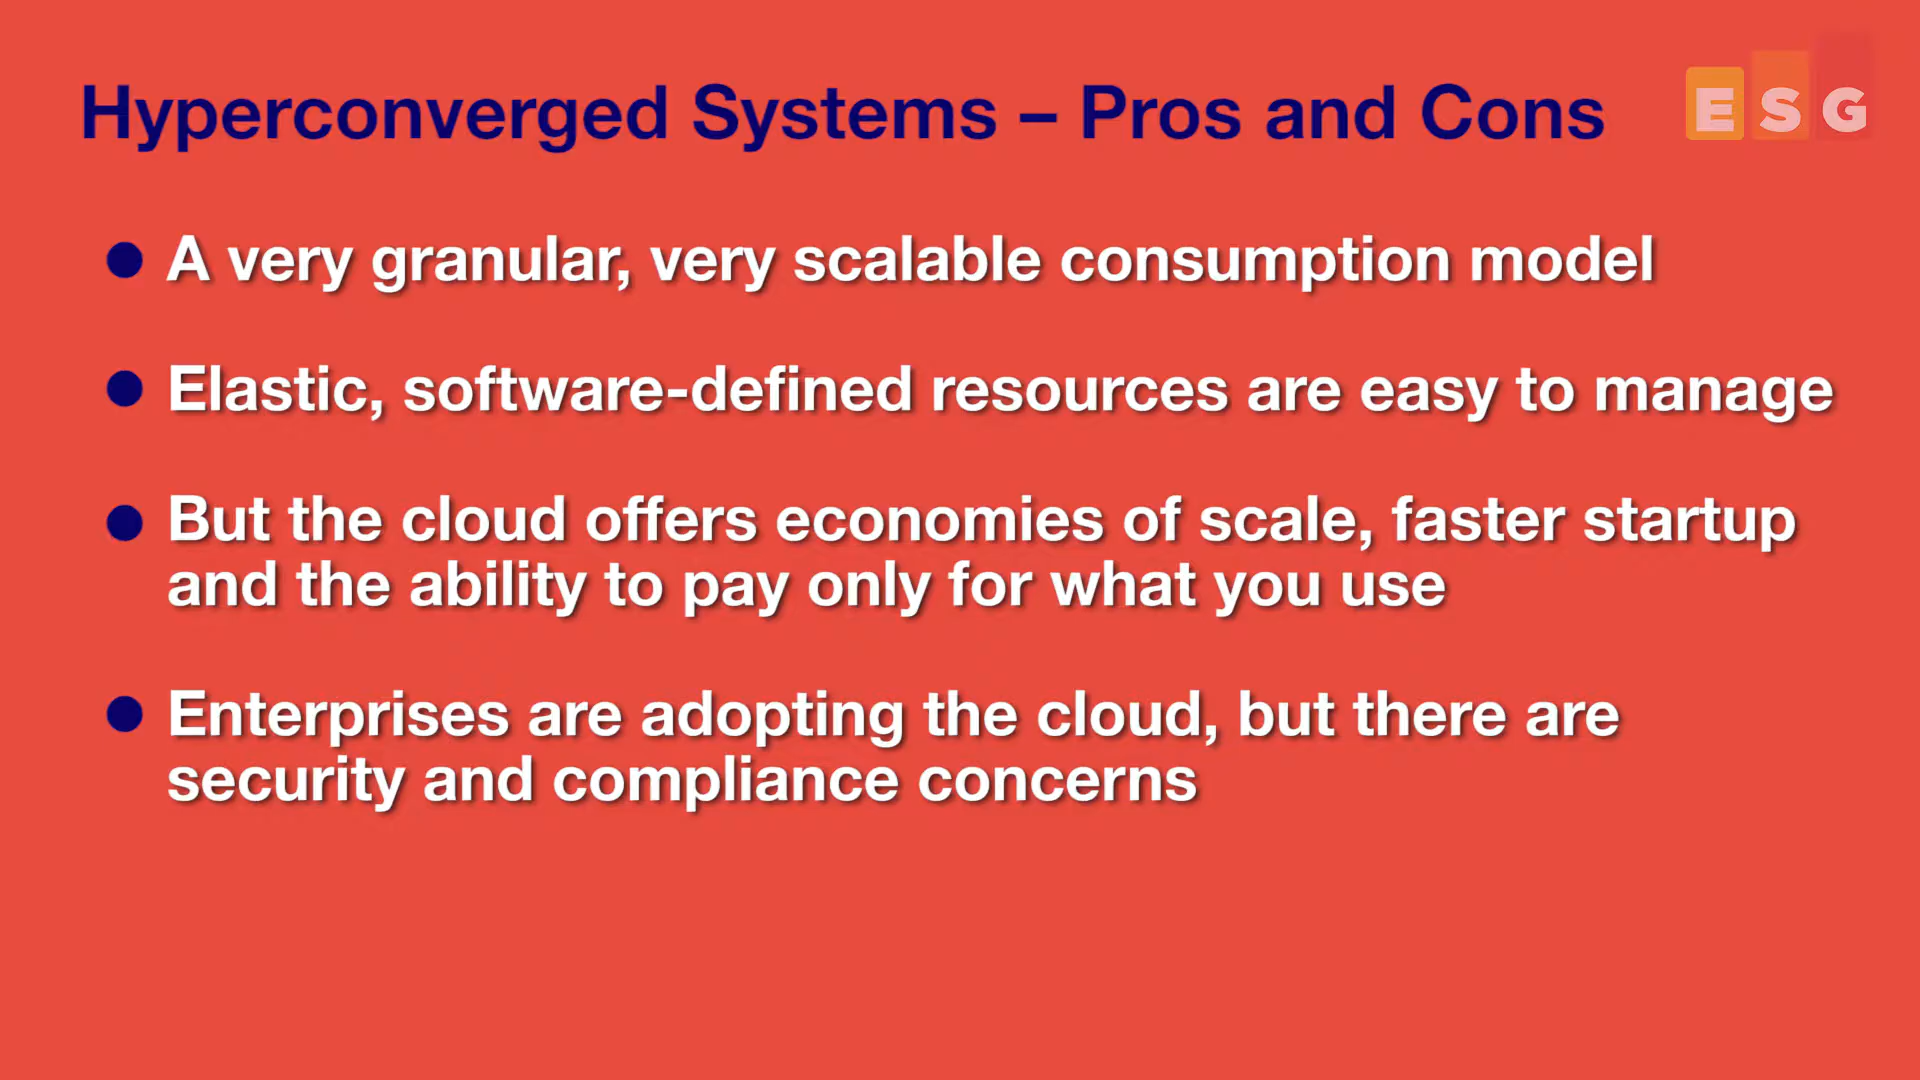 Hyperconverged Systems – Pros and Cons
ESG
A very granular, very scalable consumption model
Elastic, software-defined resources are easy to manage
But the cloud offers economies of scale, faster startup
and the ability to pay only for what you use
Enterprises are adopting the cloud, but there are
security and compliance concerns